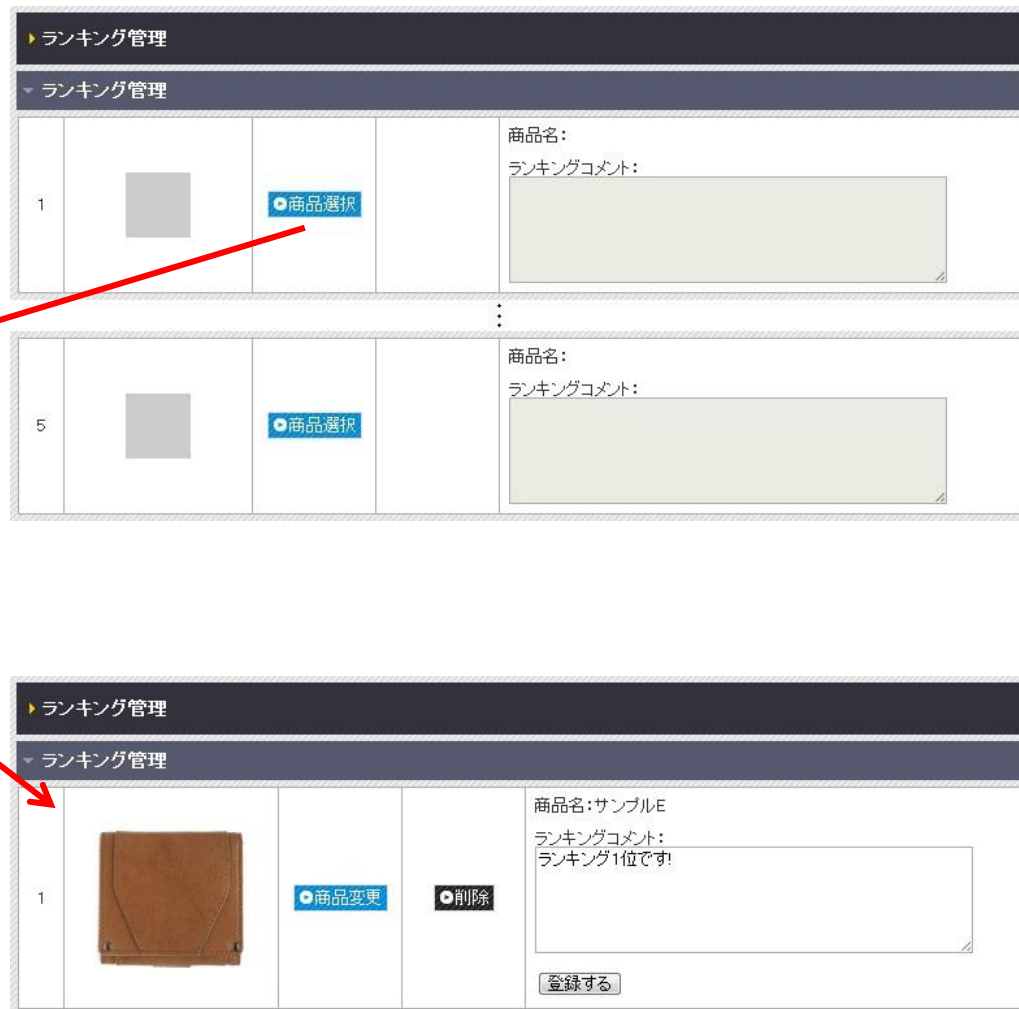 ランキング管理
ランキング管理
商品名：
ランキングコメント：
1
商品選択
⋮
商品名：
ランキングコメント：
5
商品選択
ランキング管理
ランキング管理
商品名：サンプルE
ランキングコメント：
ランキング1位です!
1
商品変更
削除
登録する